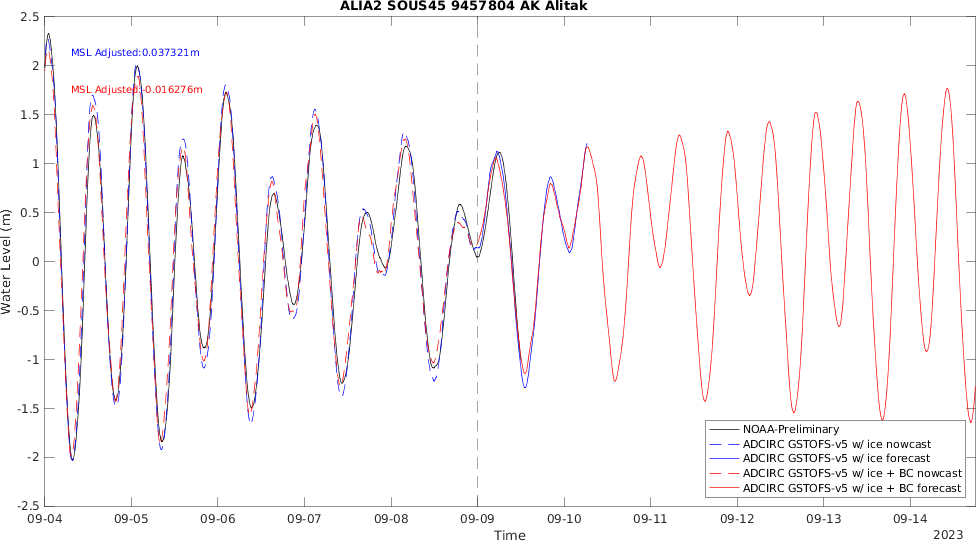 ALIA2 SOUS45 9457804 AK Alitak
2.5
2
1.5
1
0.5
0
-0.5
-1
-1.5
-2
-2.5
Water Level (m)
MSL Adjusted:0.037321m
MSL Adjusted:-0.016276m
NOAA-Preliminary
ADCIRC GSTOFS-v5 w/ ice nowcast
ADCIRC GSTOFS-v5 w/ ice forecast
ADCIRC GSTOFS-v5 w/ ice + BC nowcast
ADCIRC GSTOFS-v5 w/ ice + BC forecast
09-04 09-05 09-06 09-07 09-08 09-09 09-10 09-11 09-12 09-13 09-14
Time
2023